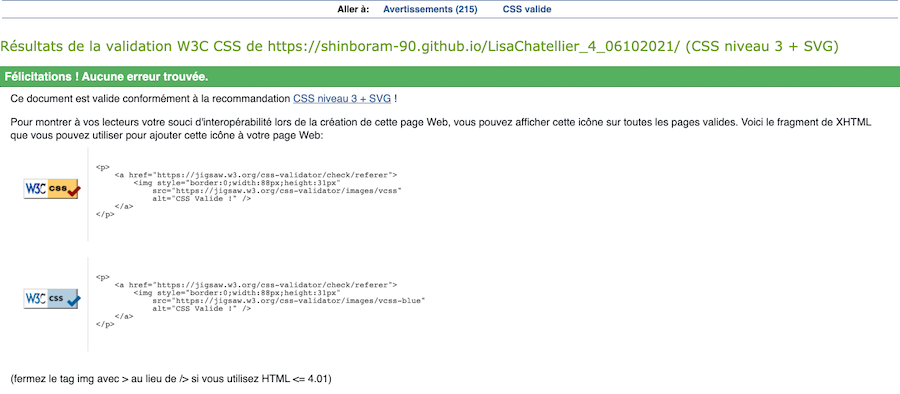 Aller à: Avertissements (215) CSS valide
Résultats de la validation W3C CSS de https://shinboram-90.github.io/LisaChatellier_4_06102021/ (CSS niveau 3 + SVG)
Félicitations ! Aucune erreur trouvée.
Ce document est valide conformément à la recommandation CSS niveau 3 + SVG !
Pour montrer à vos lecteurs votre souci d'interopérabilité lors de la création de cette page Web, vous pouvez afficher cette icône sur toutes les pages valides. Voici le fragment de XHTML
que vous pouvez utiliser pour ajouter cette icône à votre page Web:
W3C css
<p>
<a href="https://jigsaw.w3.org/css-validator/check/referer">
<img style="border:0;width:88px;height:31px"
src="https://jigsaw.w3.org/css-validator/images/vcss"
alt="CSS Valide !" />
</a>
</p>
W3C css
<p>
<a href="https://jigsaw.w3.org/css-validator/check/referer">
<img style="border:0;width:88px;height:31px"
src="https://jigsaw.w3.org/css-validator/images/vcss-blue"
alt="CSS Valide !" />
</a>
</p>
(fermez le tag img avec > au lieu de /> si vous utilisez HTML <= 4.01)